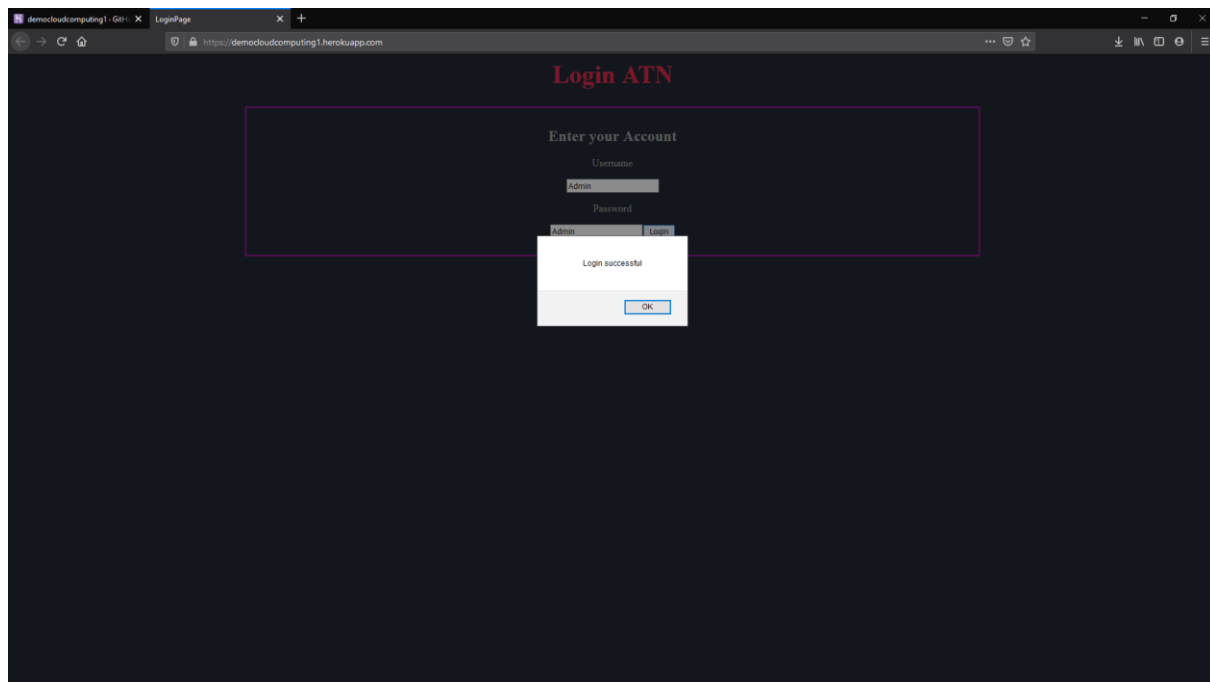 democloudcomputing1 - GitH
LoginPage
https://democloudcomputing1.herokuapp.com
Login ATN
Enter your Account
Username
Admin
Password
Admin
Login
Login successful
OK